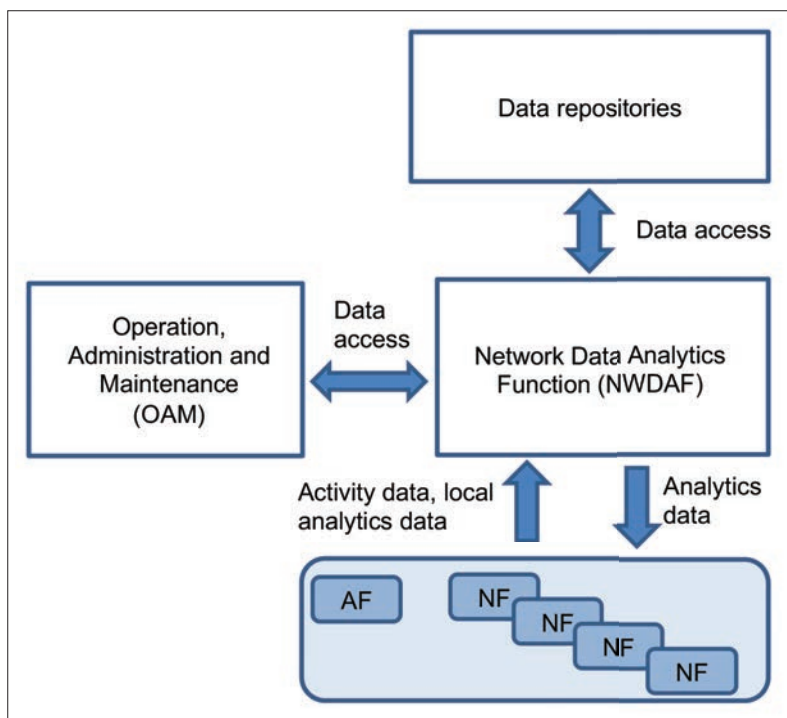 Data repositories
Data access
Data
access
Operation,
Administration and
Maintenance
(OAM)
Network Data Analytics
Function (NWDAF)
Activity data, local
analytics data
Analytics
data
AF
NF
NF
NF
NF